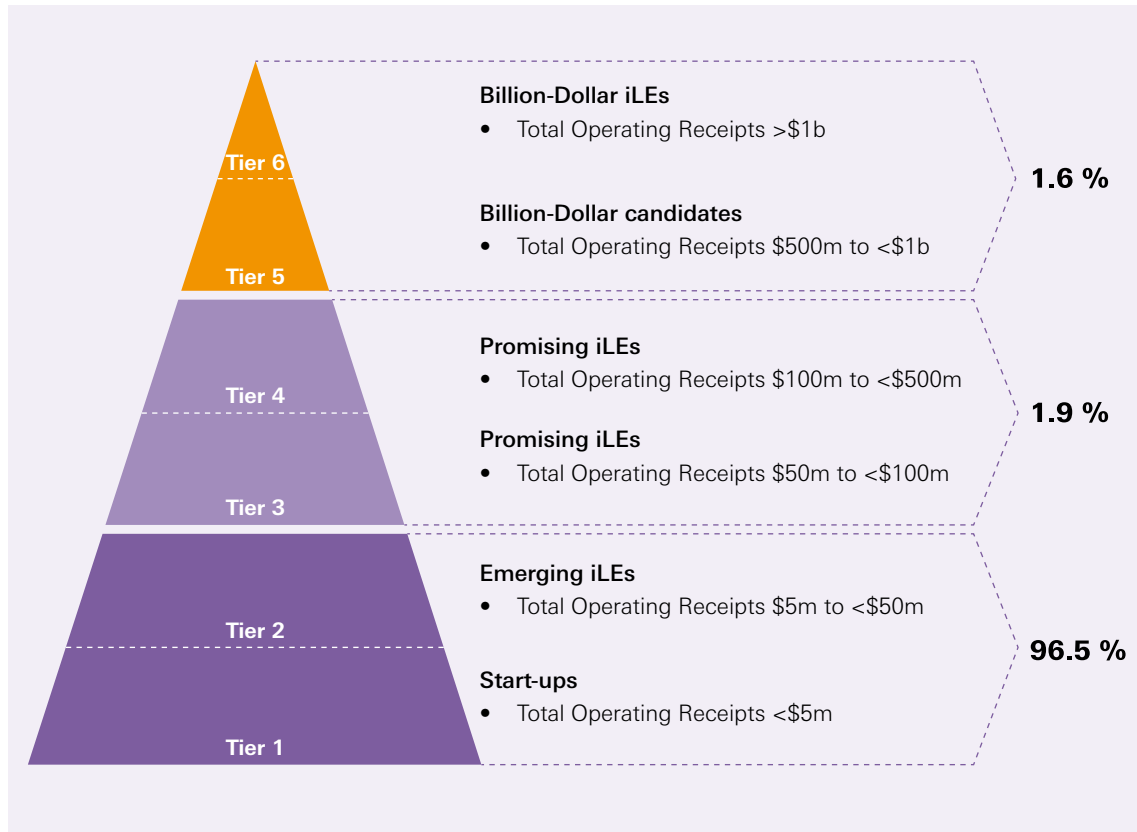 Billion-Dollar iLEs
• Total Operating Receipts >$1b
Tier 6
1.6 %
Billion-Dollar candidates
• Total Operating Receipts $500m to <$1b
Tier 5
Promising iLEs
• Total Operating Receipts $100m to <$500m
Tier 4
1.9 %
Promising iLEs
• Total Operating Receipts $50m to <$100m
Tier 3
Emerging iLEs
• Total Operating Receipts $5m to <$50m
Tier 2
96.5 %
Start-ups
• Total Operating Receipts <$5m
Tier 1